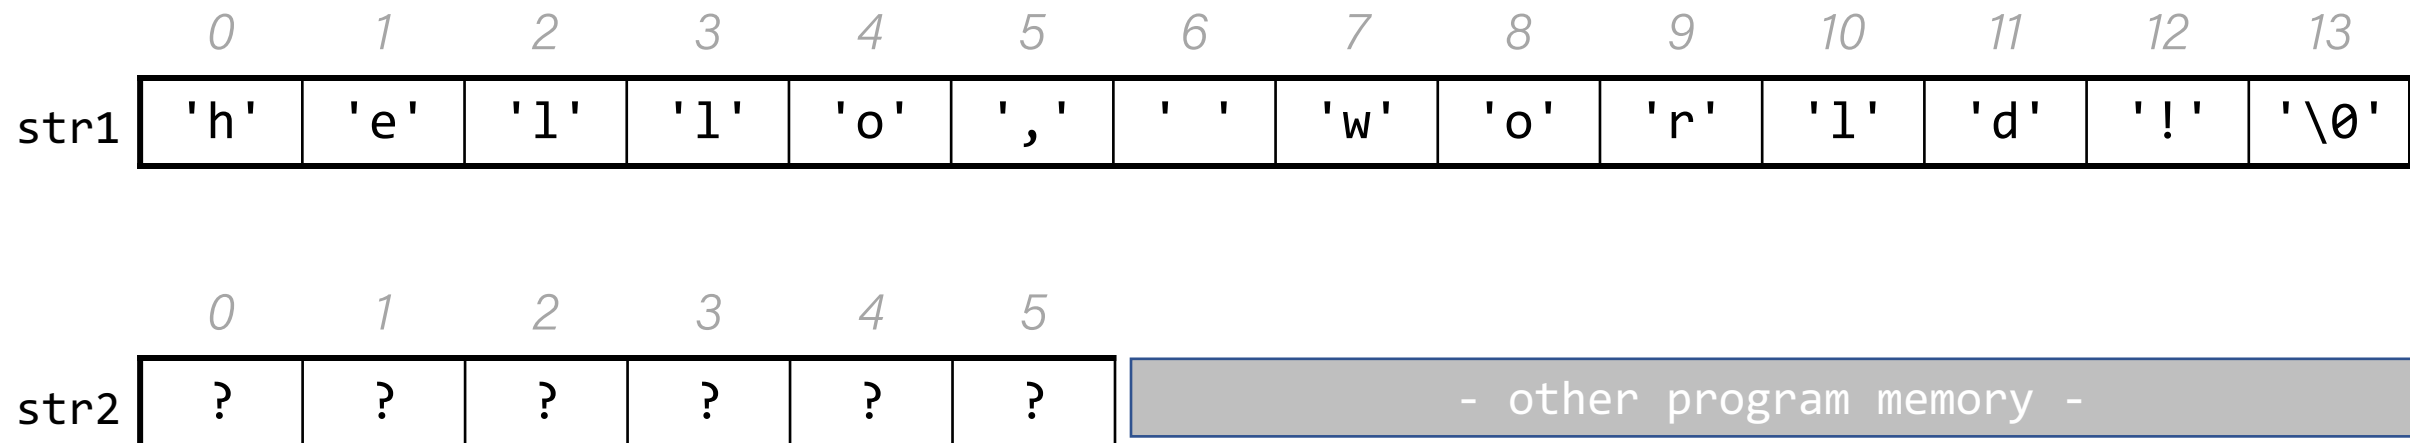 0 1 2 3 4 5 6 7 8 9 10 11 12 13
str1 'h' 'e' 'l' 'l' 'o' ',' ' ' 'w' 'o' 'r' 'l' 'd' '!' '\0'
0 1 2 3 4 5
str2 ? ? ? ? ? ? - other program memory -